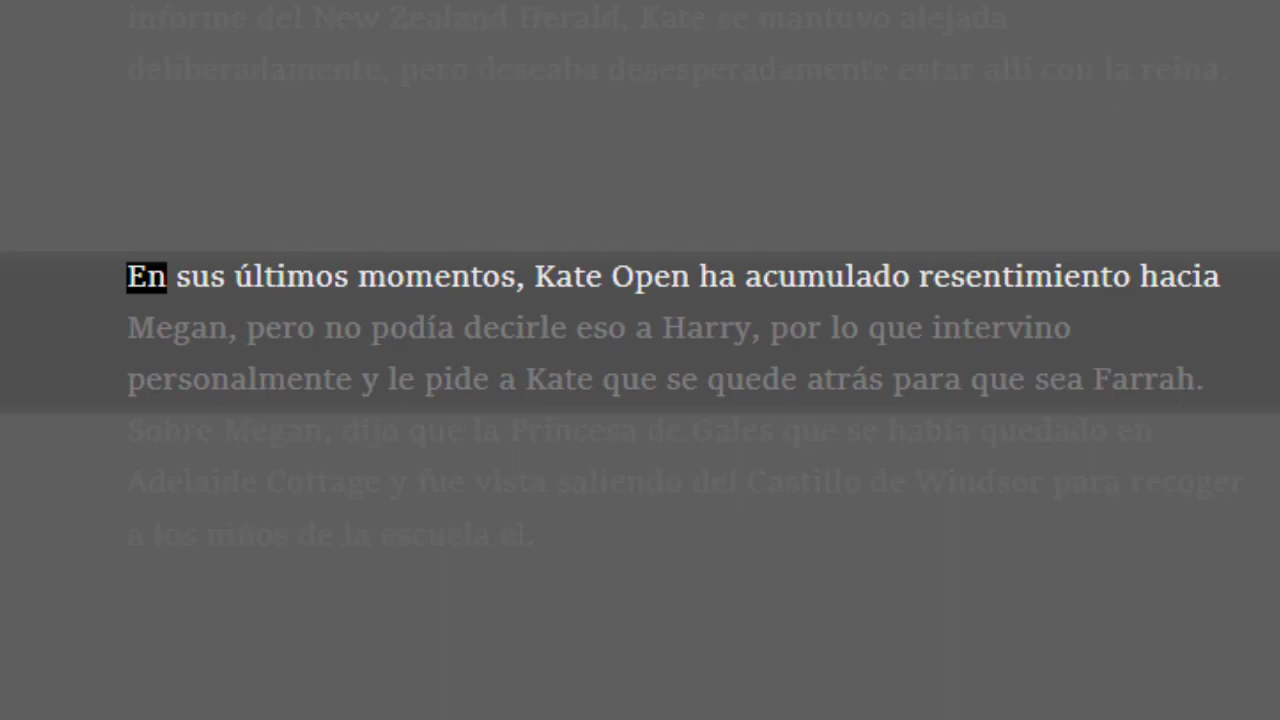 informe del New Zealand Herald, Kate se mantuvo alejada
deliberadamente, pero deseaba desesperadamente estar allí con la reina.
En sus últimos momentos, Kate Open ha acumulado resentimiento hacia
Megan, pero no podía decirle eso a Harry, por lo que intervino
personalmente y le pide a Kate que se quede atrás para que sea Farrah.
Sobre Megan, dijo que la Princesa de Gales que se había quedado en
Adelaide Cottage y fue vista saliendo del Castillo de Windsor para recoger
a los niños de la escuela el.